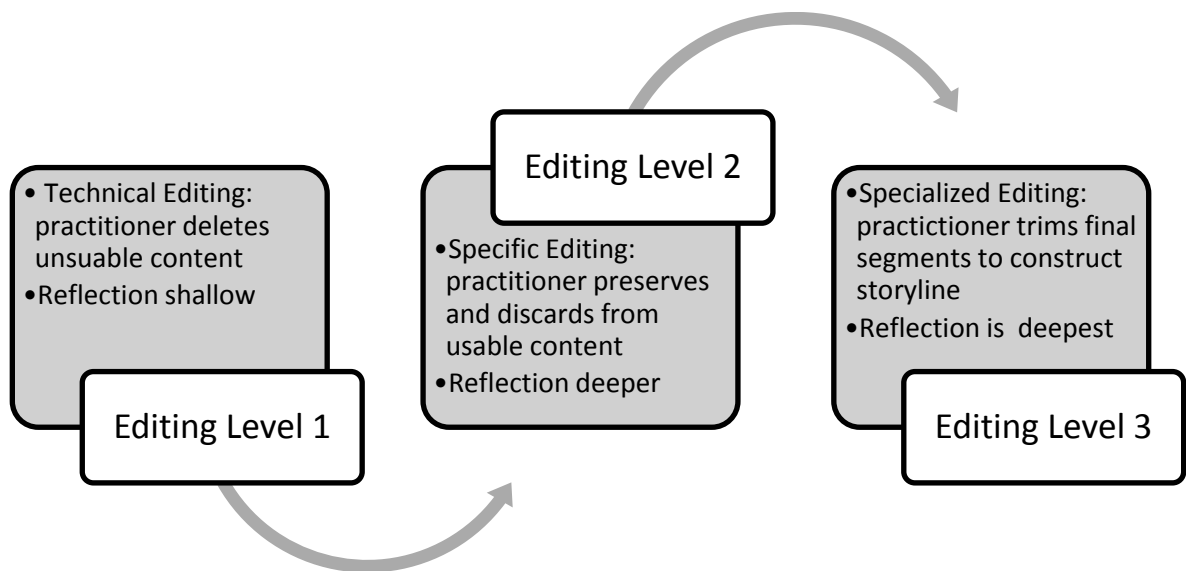 • Technical Editing:
practitioner deletes
unsuable content
•Reflection shallow
Editing Level 1
Editing Level 2
•Specific Editing:
practitioner preserves
and discards from
usable content
•Reflection deeper
•Specialized Editing:
practictioner trims final
segments to construct
storyline
•Reflection is deepest
Editing Level 3